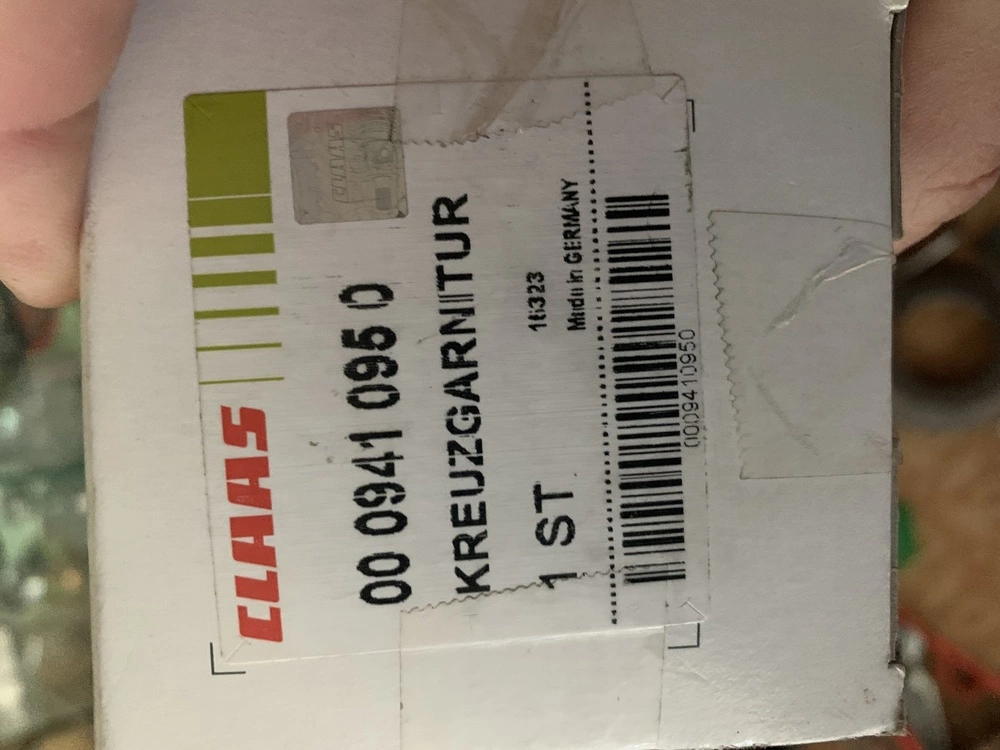 CLAAS
00 0941 095 0
KREUZGARNITUR
1 ST
16323
Made in GERMANY
0009410950